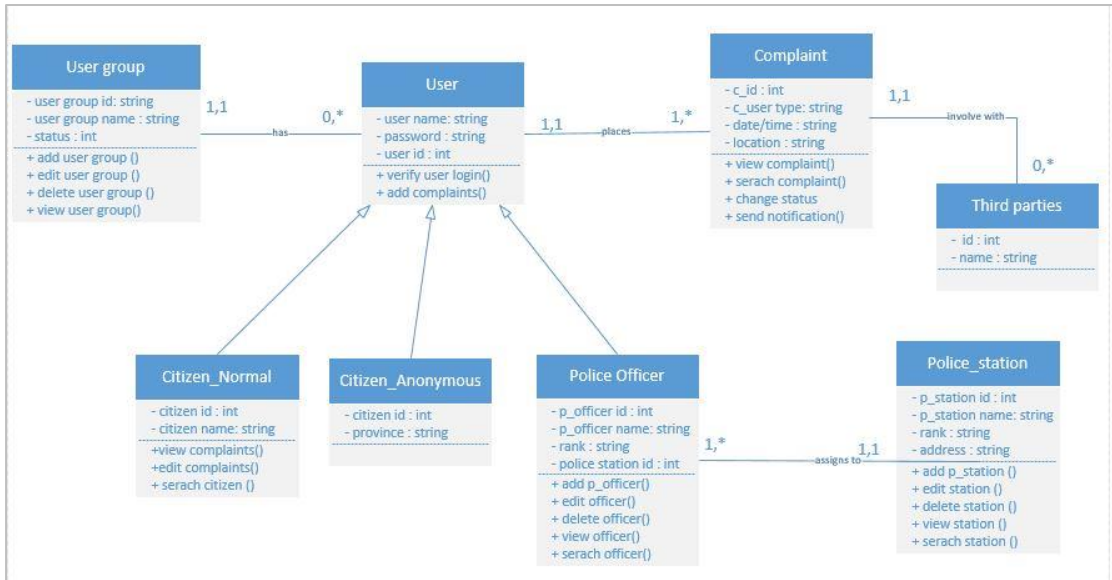 User group
- user group id: string
- user group name : string
- status : int
+ add user group ()
+ edit user group ()
+ delete user group ()
+ view user group()
1,1
has
0,*
User
- user name: string
- password : string
- user id : int
+ verify user login()
+ add complaints()
1,1
places
1,*
Complaint
- c_id : int
- c_user type: string
- date/time : string
- location : string
+ view complaint()
+ serach complaint()
+ change status
+ send notification()
1,1
involve with
0,*
Third parties
- id : int
- name : string
Citizen_Normal
- citizen id : int
- citizen name: string
+view complaints()
+edit complaints()
+ serach citizen ()
Citizen_Anonymous
- citizen id : int
- province : string
Police Officer
- p_officer id : int
- p_officer name: string
- rank : string
- police station id : int
+ add p_officer()
+ edit officer()
+ delete officer()
+ view officer()
+ serach officer()
1,*
assigns to
1,1
Police_station
- p_station id : int
- p_station name: string
- rank : string
- address : string
+ add p_station ()
+ edit station ()
+ delete station ()
+ view station ()
+ serach station ()